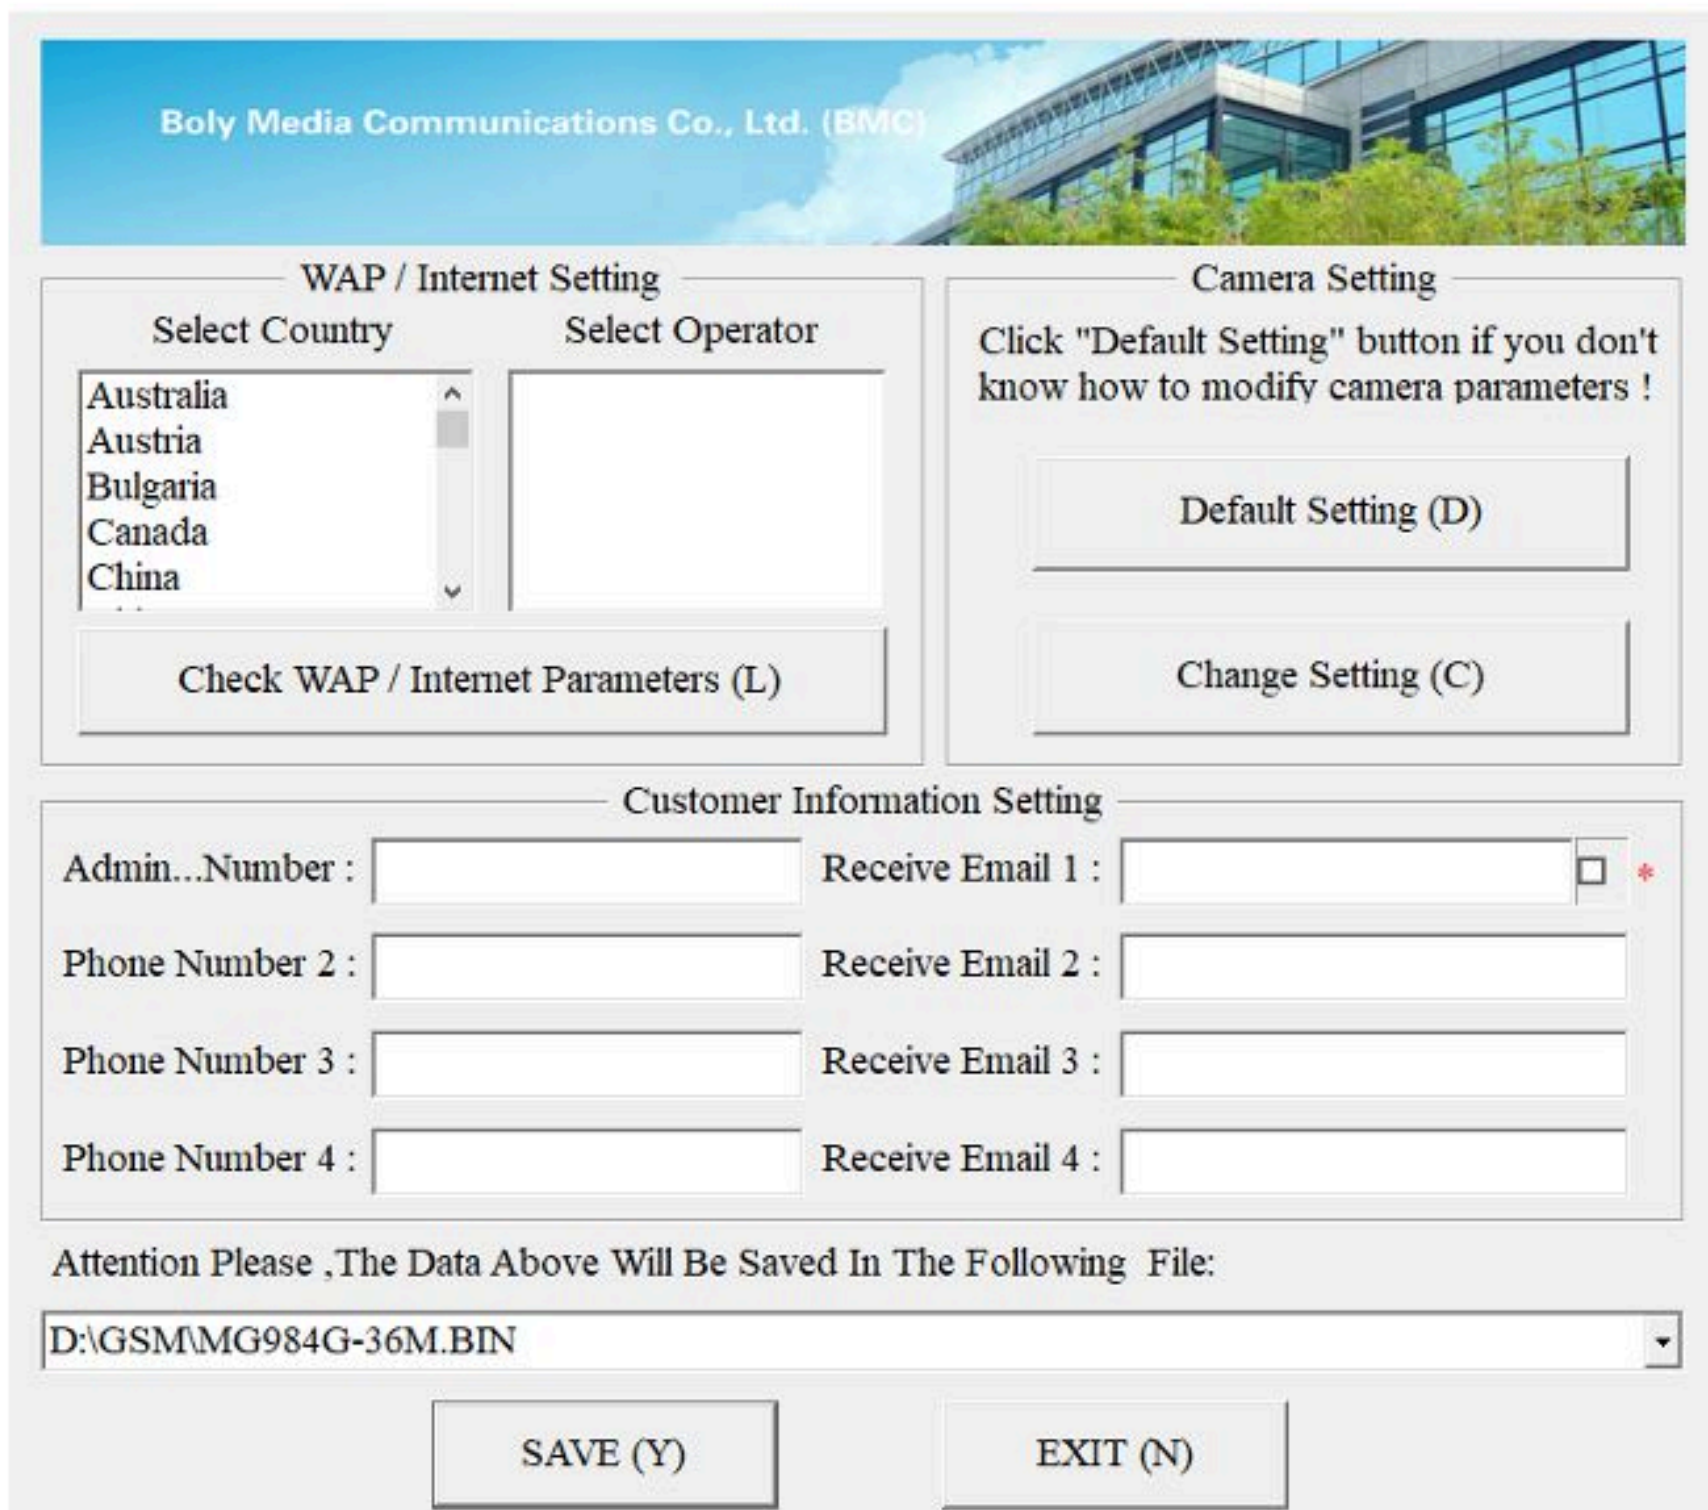 Boly Media Communications Co., Ltd. (BMC)
WAP / Internet Setting
Select Country
Select Operator
Australia
Austria
Bulgaria
Canada
China
Check WAP / Internet Parameters (L)
Camera Setting
Click "Default Setting" button if you don't
know how to modify camera parameters !
Default Setting (D)
Change Setting (C)
Customer Information Setting
Admin...Number :
Receive Email 1 :
*
Phone Number 2 :
Receive Email 2 :
Phone Number 3 :
Receive Email 3 :
Phone Number 4 :
Receive Email 4 :
Attention Please ,The Data Above Will Be Saved In The Following  File:
D:\GSM\MG984G-36M.BIN
SAVE (Y)
EXIT (N)